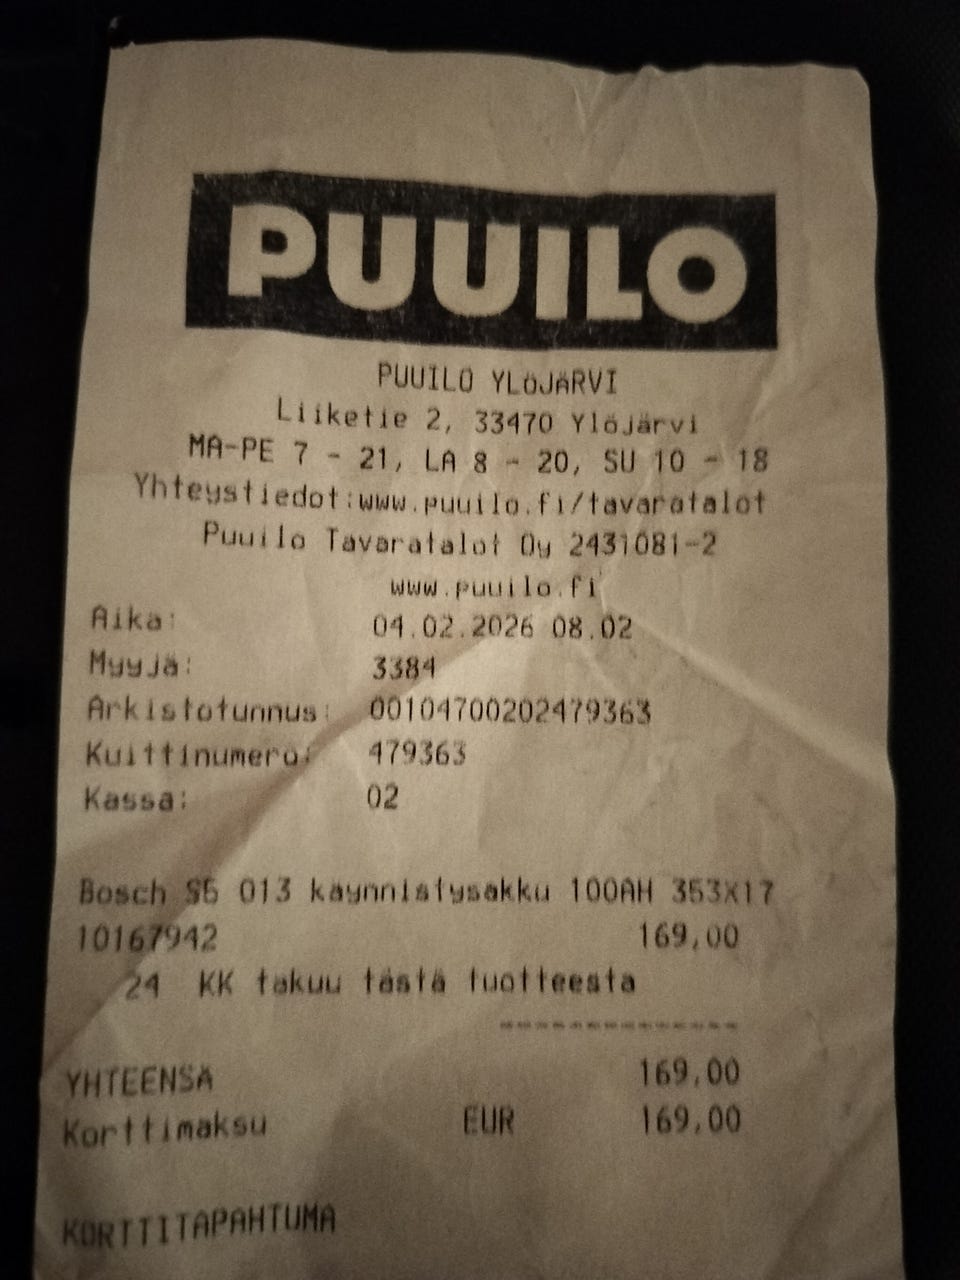 PUUILO
PUUILO YLÖJÄRVI
Liiketie 2, 33470 Ylöjärvi
MA-PE 7 - 21, LA 8 - 20, SU 10 - 18
Yhteystiedot:www.puuilo.fi/tavaratalot
Puuilo Tavaratalot Oy 2431081-2
www.puuilo.fi
Aika: 04.02.2026 08.02
Myyjä: 3384
Arkistotunnus: 00104700202479363
Kuittinumero: 479363
Kassa: 02
Bosch S5 013 käynnistysakku 100AH 353X17
10167942 169,00
24 KK takuu tästä tuotteesta
------------
YHTEENSÄ 169,00
Korttimaksu EUR 169,00
KORTTITAPAHTUMA